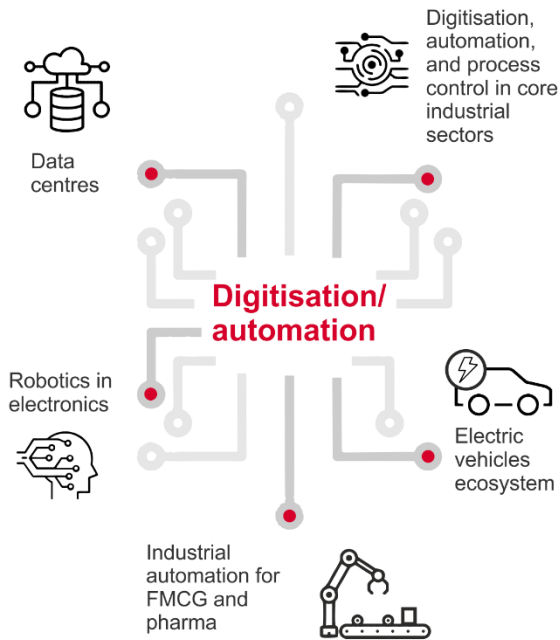 Digitisation,
automation,
and process
control in core
industrial
sectors
Data
centres
Digitisation/
automation
Robotics in
electronics
Electric
vehicles
ecosystem
Industrial
automation for
FMCG and
pharma